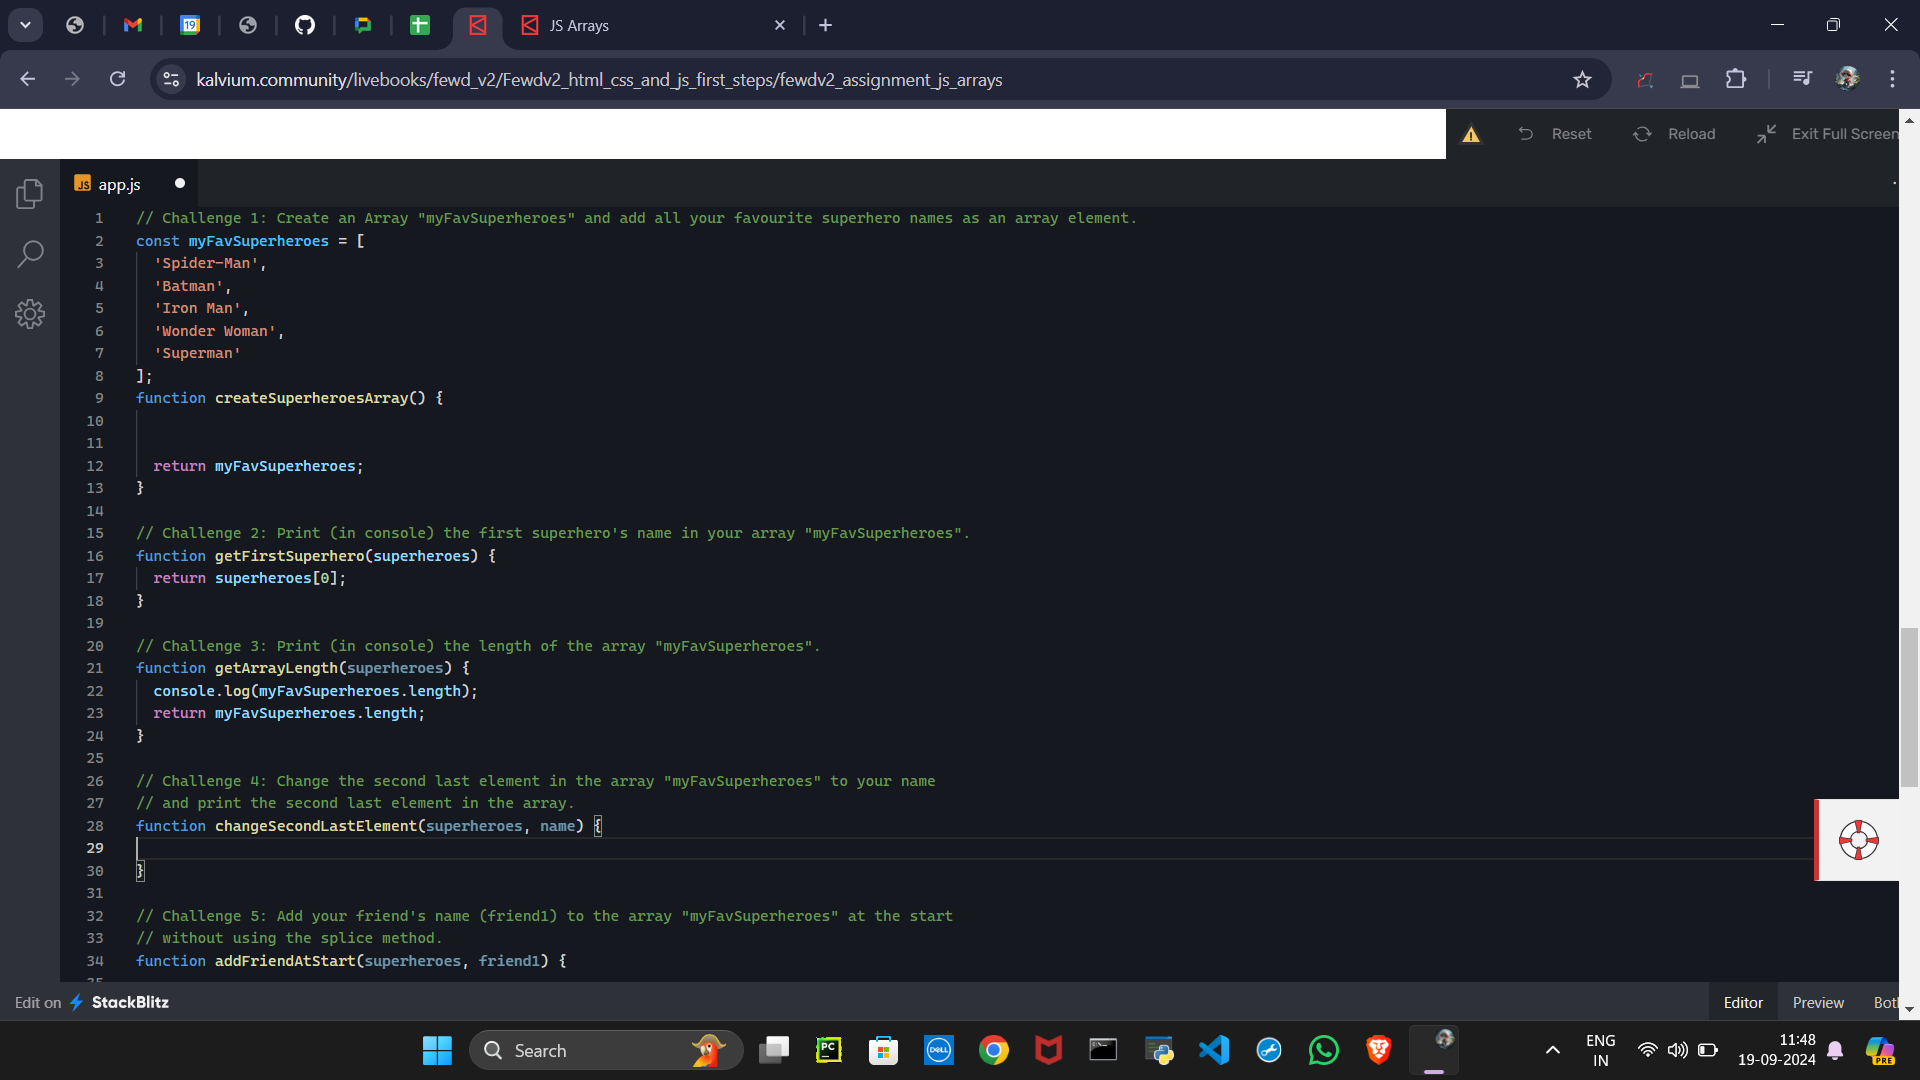 19
JS Arrays
kalvium.community/livebooks/fewd_v2/Fewdv2_html_css_and_js_first_steps/fewdv2_assignment_js_arrays
Reset
Reload
Exit Full Screen
JS app.js
1 // Challenge 1: Create an Array "myFavSuperheroes" and add all your favourite superhero names as an array element.
2 const myFavSuperheroes = [
3 'Spider-Man',
4 'Batman',
5 'Iron Man',
6 'Wonder Woman',
7 'Superman'
8 ];
9 function createSuperheroesArray() {
10
11
12 return myFavSuperheroes;
13 }
14
15 // Challenge 2: Print (in console) the first superhero's name in your array "myFavSuperheroes".
16 function getFirstSuperhero(superheroes) {
17 return superheroes[0];
18 }
19
20 // Challenge 3: Print (in console) the length of the array "myFavSuperheroes".
21 function getArrayLength(superheroes) {
22 console.log(myFavSuperheroes.length);
23 return myFavSuperheroes.length;
24 }
25
26 // Challenge 4: Change the second last element in the array "myFavSuperheroes" to your name
27 // and print the second last element in the array.
28 function changeSecondLastElement(superheroes, name) {
29
30 }
31
32 // Challenge 5: Add your friend's name (friend1) to the array "myFavSuperheroes" at the start
33 // without using the splice method.
34 function addFriendAtStart(superheroes, friend1) {
Edit on StackBlitz
Editor
Preview
Search
PC
DELL
ENG
IN
11:48
19-09-2024
PRE